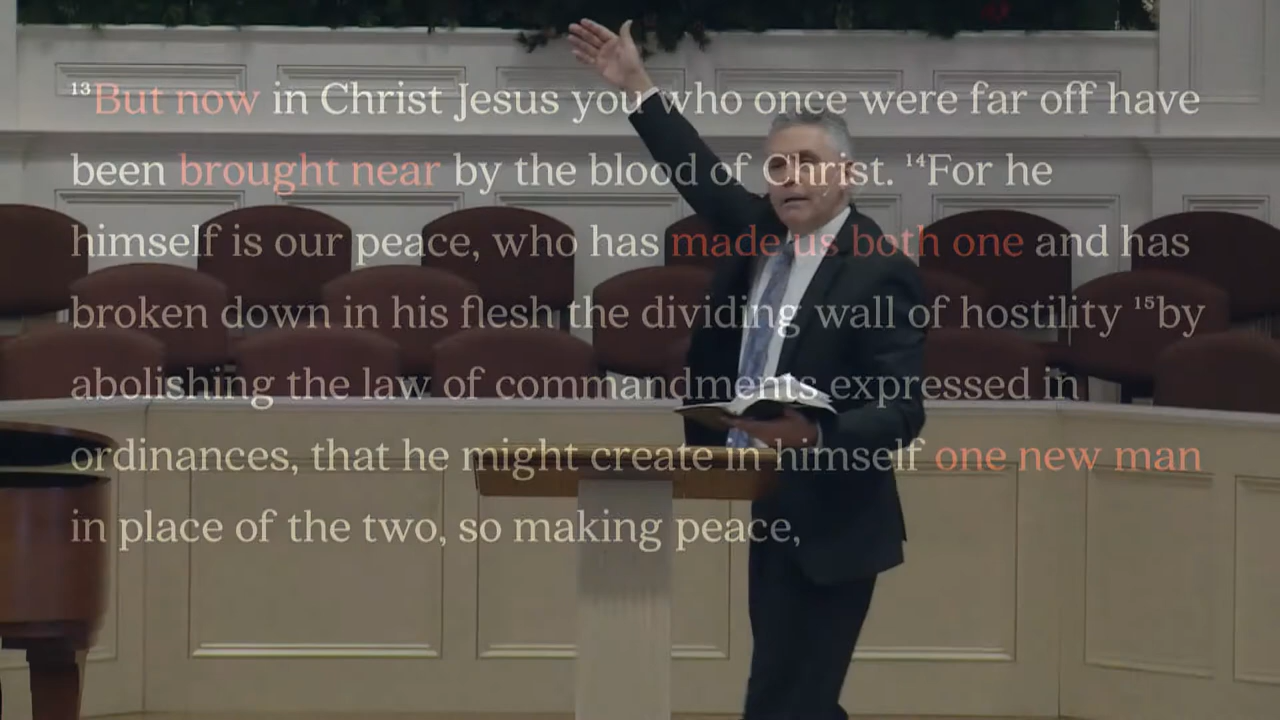 ¹³But now in Christ Jesus you who once were far off have
been brought near by the blood of Christ. ¹⁴For he
himself is our peace, who has made us both one and has
broken down in his flesh the dividing wall of hostility ¹⁵by
abolishing the law of commandments expressed in
ordinances, that he might create in himself one new man
in place of the two, so making peace,